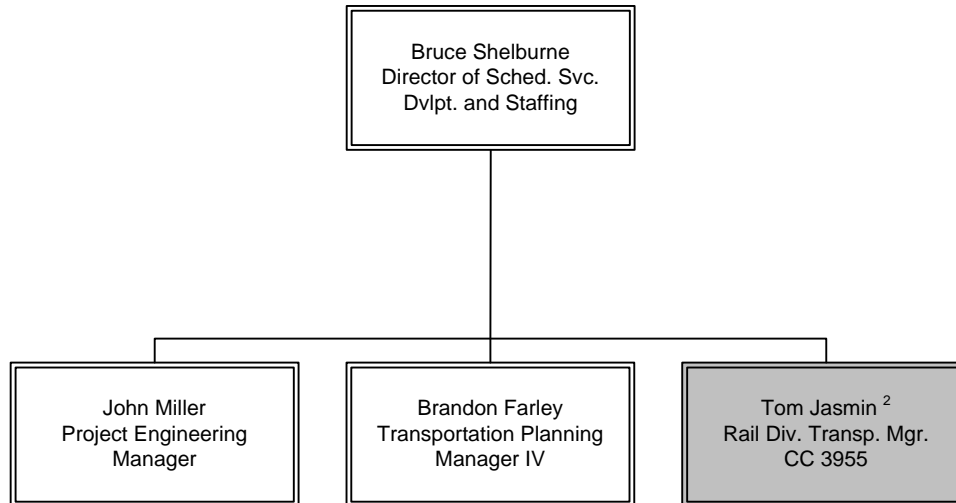 Bruce Shelburne
Director of Sched. Svc.
Dvlpt. and Staffing
John Miller
Project Engineering
Manager
Brandon Farley
Transportation Planning
Manager IV
Tom Jasmin ²
Rail Div. Transp. Mgr.
CC 3955